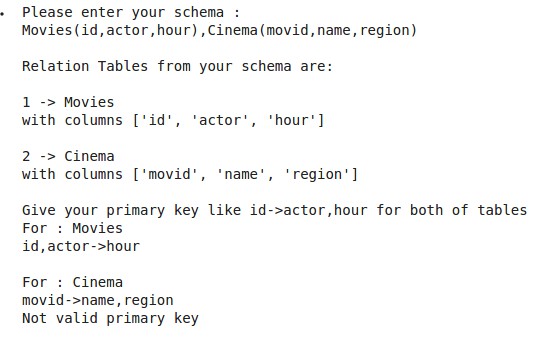 Please enter your schema :
Movies(id,actor,hour),Cinema(movid,name,region)
Relation Tables from your schema are:
1 -> Movies
with columns ['id', 'actor', 'hour']
2 -> Cinema
with columns ['movid', 'name', 'region']
Give your primary key like id->actor,hour for both of tables
For : Movies
id,actor->hour
For : Cinema
movid->name,region
Not valid primary key